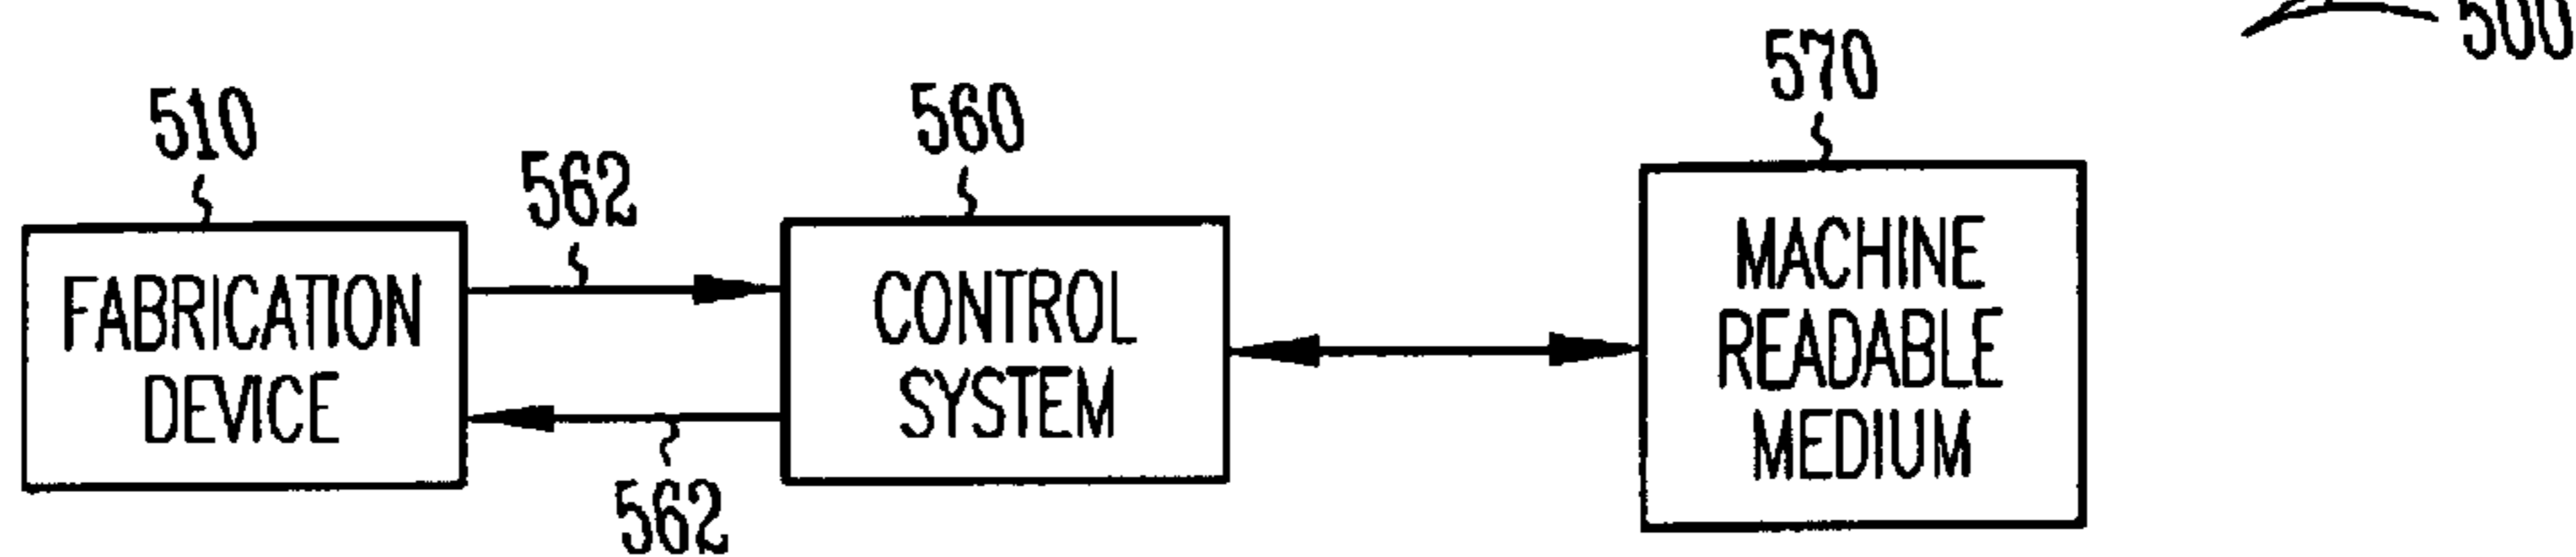 500
570
510
560
562
FABRICATION
DEVICE
CONTROL
SYSTEM
MACHINE
READABLE
MEDIUM
562